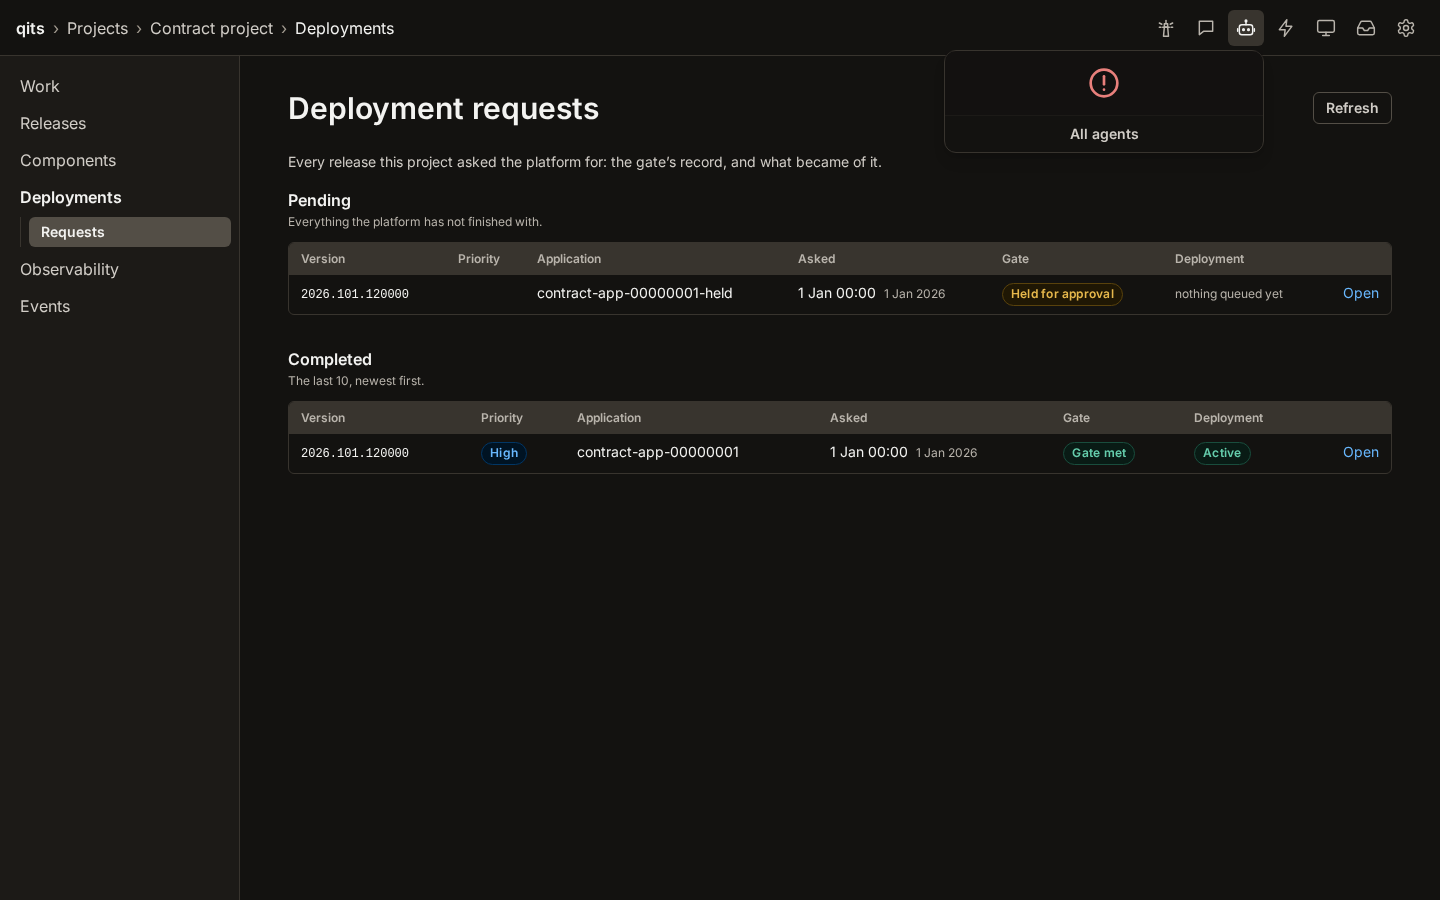 qits › Projects › Contract project › Deployments
Work
Releases
Components
Deployments
Requests
Observability
Events
All agents
Deployment requests
Refresh
Every release this project asked the platform for: the gate’s record, and what became of it.
Pending
Everything the platform has not finished with.
Version Priority Application Asked Gate Deployment
2026.101.120000 contract-app-00000001-held 1 Jan 00:00 1 Jan 2026 Held for approval nothing queued yet Open
Completed
The last 10, newest first.
Version Priority Application Asked Gate Deployment
2026.101.120000 High contract-app-00000001 1 Jan 00:00 1 Jan 2026 Gate met Active Open